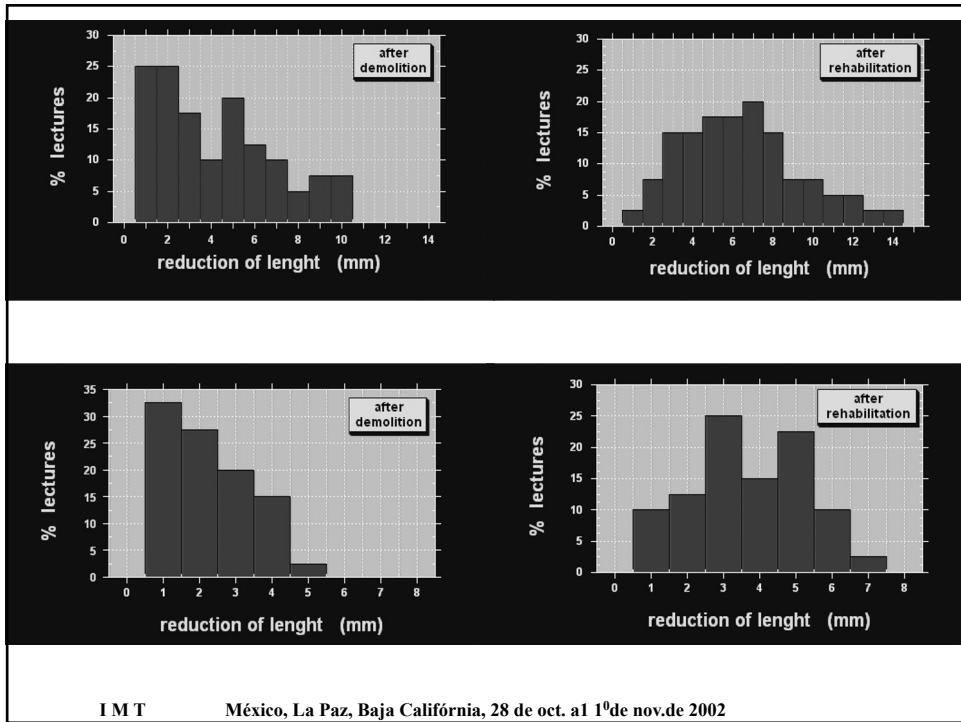 30
25
20
15
10
5
0
% lectures
after
demolition
0 2 4 6 8 10 12 14
reduction of lenght (mm)
30
25
20
15
10
5
0
% lectures
after
rehabilitation
0 2 4 6 8 10 12 14
reduction of lenght (mm)
35
30
25
20
15
10
5
0
% lectures
after
demolition
0 1 2 3 4 5 6 7 8
reduction of lenght (mm)
30
25
20
15
10
5
0
% lectures
after
rehabilitation
0 1 2 3 4 5 6 7 8
reduction of lenght (mm)
I M T México, La Paz, Baja Califórnia, 28 de oct. a1 1⁰de nov.de 2002